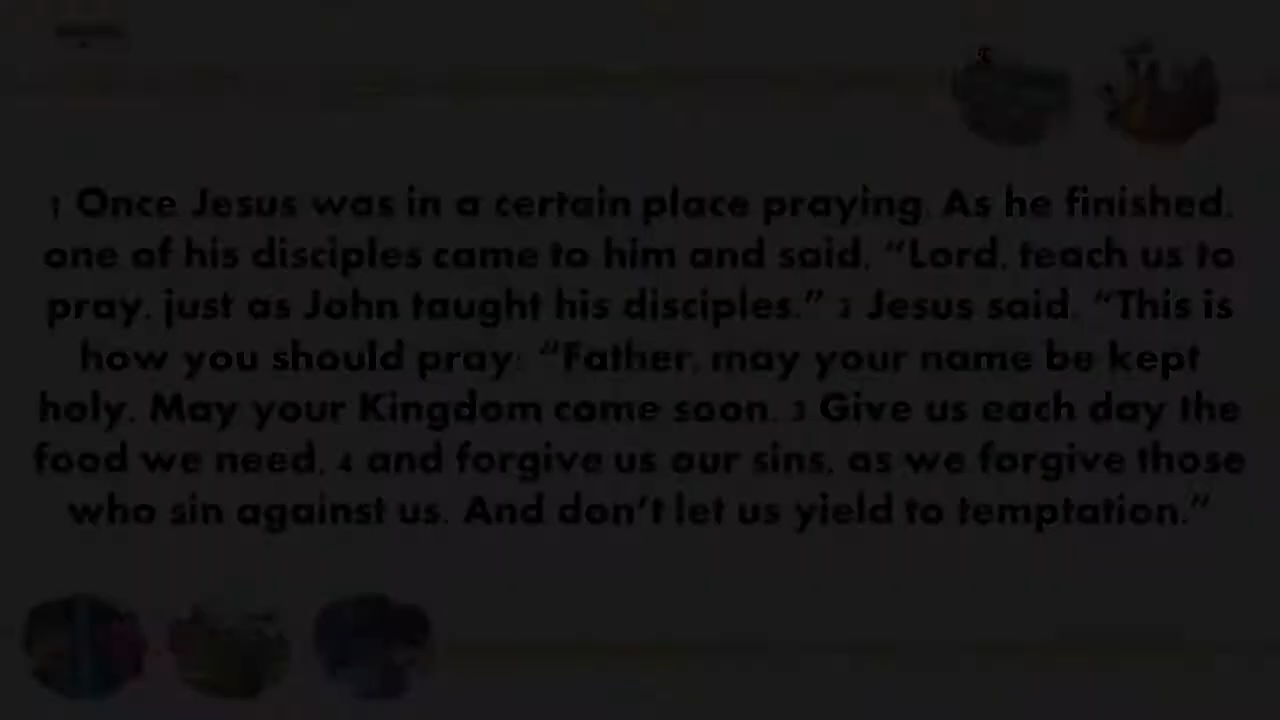 1 Once Jesus was in a certain place praying. As he finished,
one of his disciples came to him and said, “Lord, teach us to
pray, just as John taught his disciples.” 2 Jesus said, “This is
how you should pray: “Father, may your name be kept
holy. May your Kingdom come soon. 3 Give us each day the
food we need, 4 and forgive us our sins, as we forgive those
who sin against us. And don’t let us yield to temptation.”